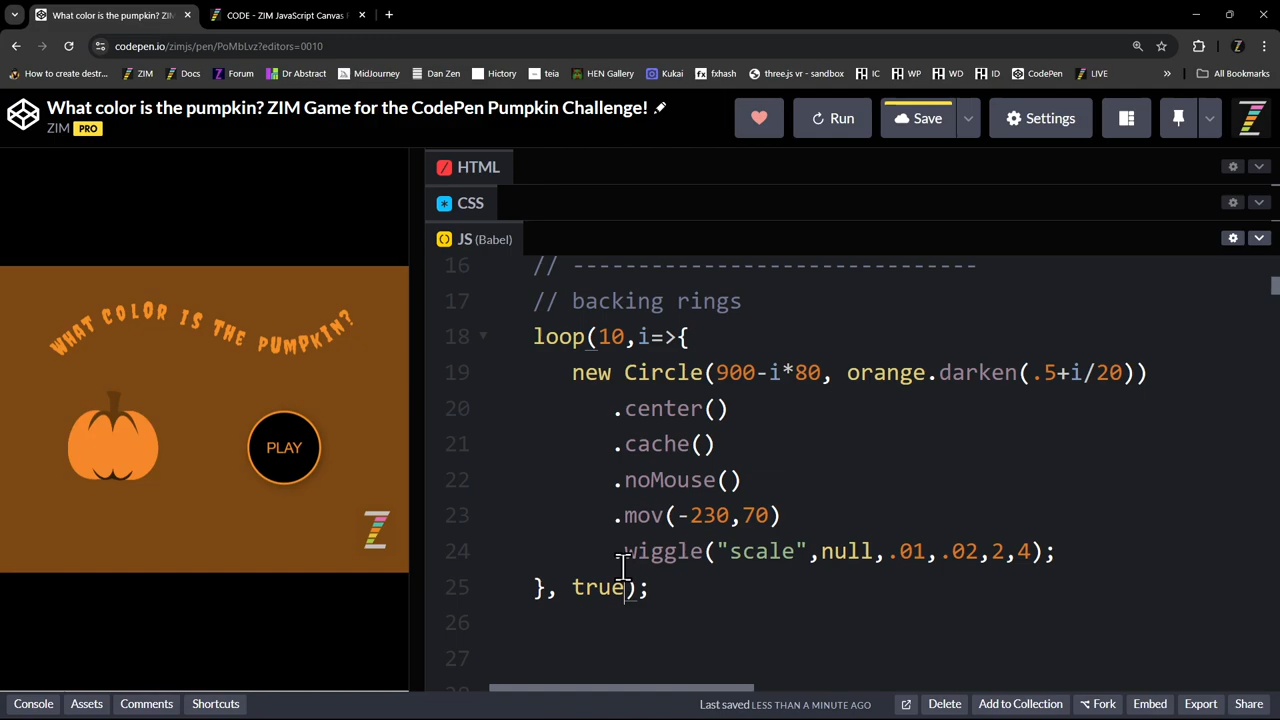 What color is the pumpkin? Z
CODE - ZIM JavaScript Canvas
codepen.io/zimjs/pen/PoMbLvz?editors=0010
How to create destr... ZIM Docs Forum Dr Abstract MidJourney Dan Zen Hictory teia HEN Gallery Kukai fxhash three.js vr - sandbox IC WP WD ID CodePen LIVE » All Bookmarks
What color is the pumpkin? ZIM Game for the CodePen Pumpkin Challenge!
ZIM PRO
Run Save Settings
HTML
CSS
JS (Babel)
WHAT COLOR IS THE PUMPKIN?
PLAY
16 // -------------------------------
17 // backing rings
18 loop(10,i=>{
19 new Circle(900-i*80, orange.darken(.5+i/20))
20 .center()
21 .cache()
22 .noMouse()
23 .mov(-230,70)
24 .wiggle("scale",null,.01,.02,2,4);
25 }, true);
26
27
Console Assets Comments Shortcuts Last saved LESS THAN A MINUTE AGO Delete Add to Collection Fork Embed Export Share